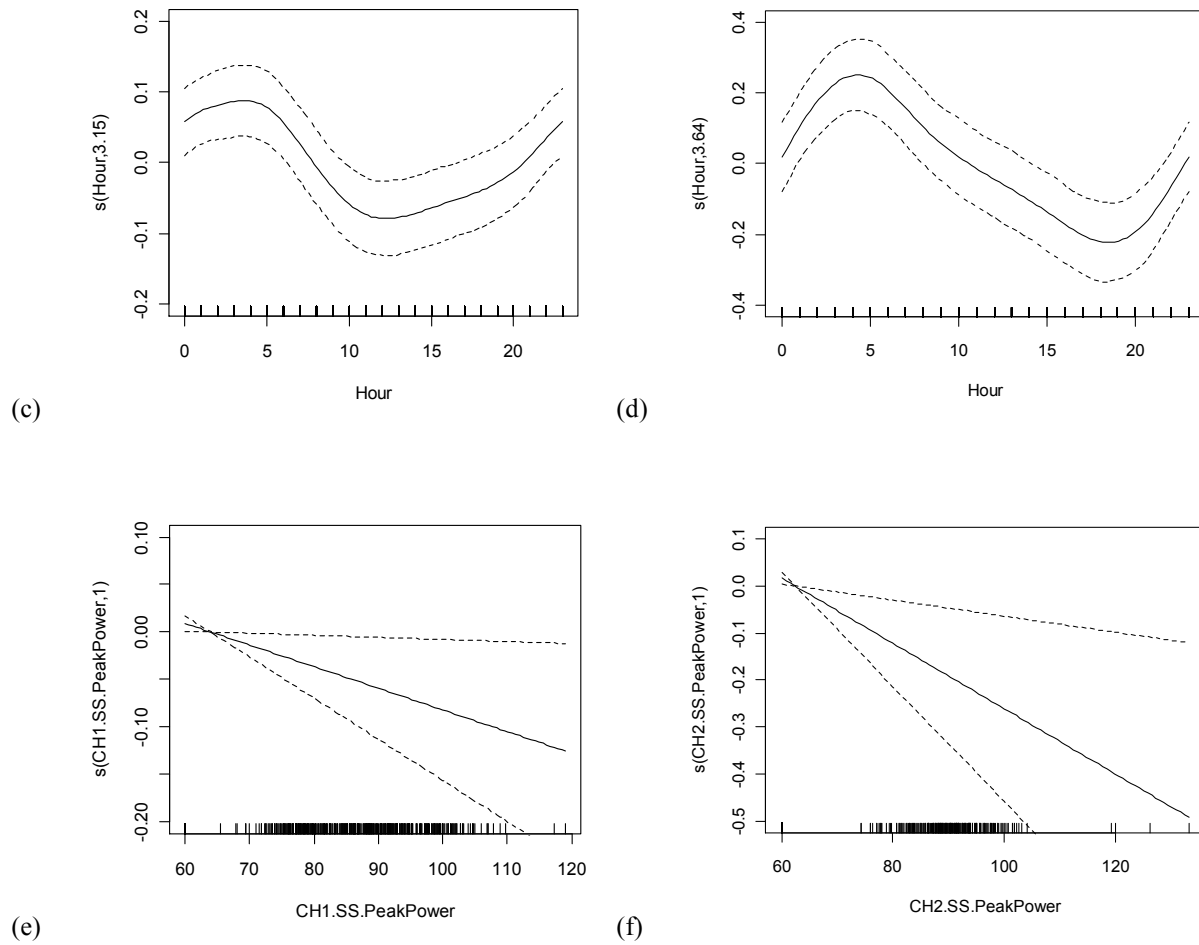 0.2
0.1
0.0
-0.1
-0.2
s(Hour,3.15)
0 5 10 15 20
Hour
(c)
0.4
0.2
0.0
-0.2
-0.4
s(Hour,3.64)
0 5 10 15 20
Hour
(d)
0.10
0.00
-0.10
-0.20
s(CH1.SS.PeakPower,1)
60 70 80 90 100 110 120
CH1.SS.PeakPower
(e)
0.1
0.0
-0.1
-0.2
-0.3
-0.4
-0.5
s(CH2.SS.PeakPower,1)
60 80 100 120
CH2.SS.PeakPower
(f)